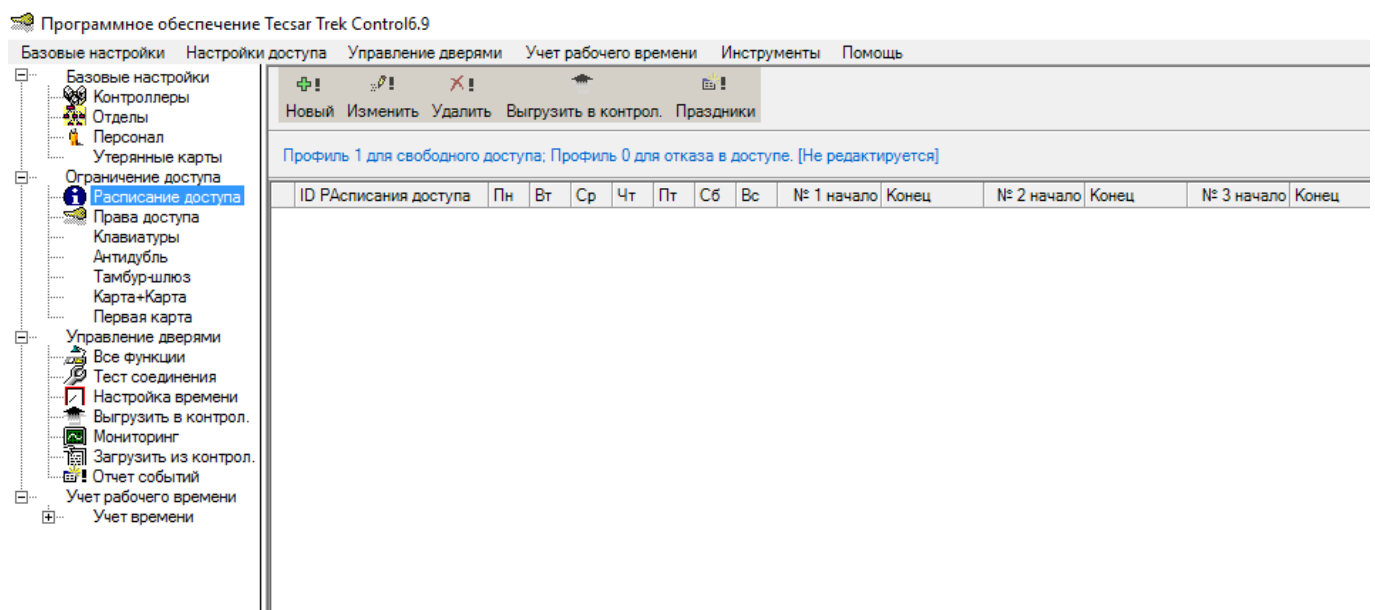 Программное обеспечение Tecsar Trek Control6.9
Базовые настройки Настройки доступа Управление дверями Учет рабочего времени Инструменты Помощь
Базовые настройки
Контроллеры
Отделы
Персонал
Утерянные карты
Ограничение доступа
Расписание доступа
Права доступа
Клавиатуры
Антидубль
Тамбур-шлюз
Карта+Карта
Первая карта
Управление дверями
Все функции
Тест соединения
Настройка времени
Выгрузить в контрол.
Мониторинг
Загрузить из контрол.
Отчет событий
Учет рабочего времени
Учет времени
Новый Изменить Удалить Выгрузить в контрол. Праздники
Профиль 1 для свободного доступа; Профиль 0 для отказа в доступе. [Не редактируется]
ID РАсписания доступа Пн Вт Ср Чт Пт Сб Вс № 1 начало Конец № 2 начало Конец № 3 начало Конец